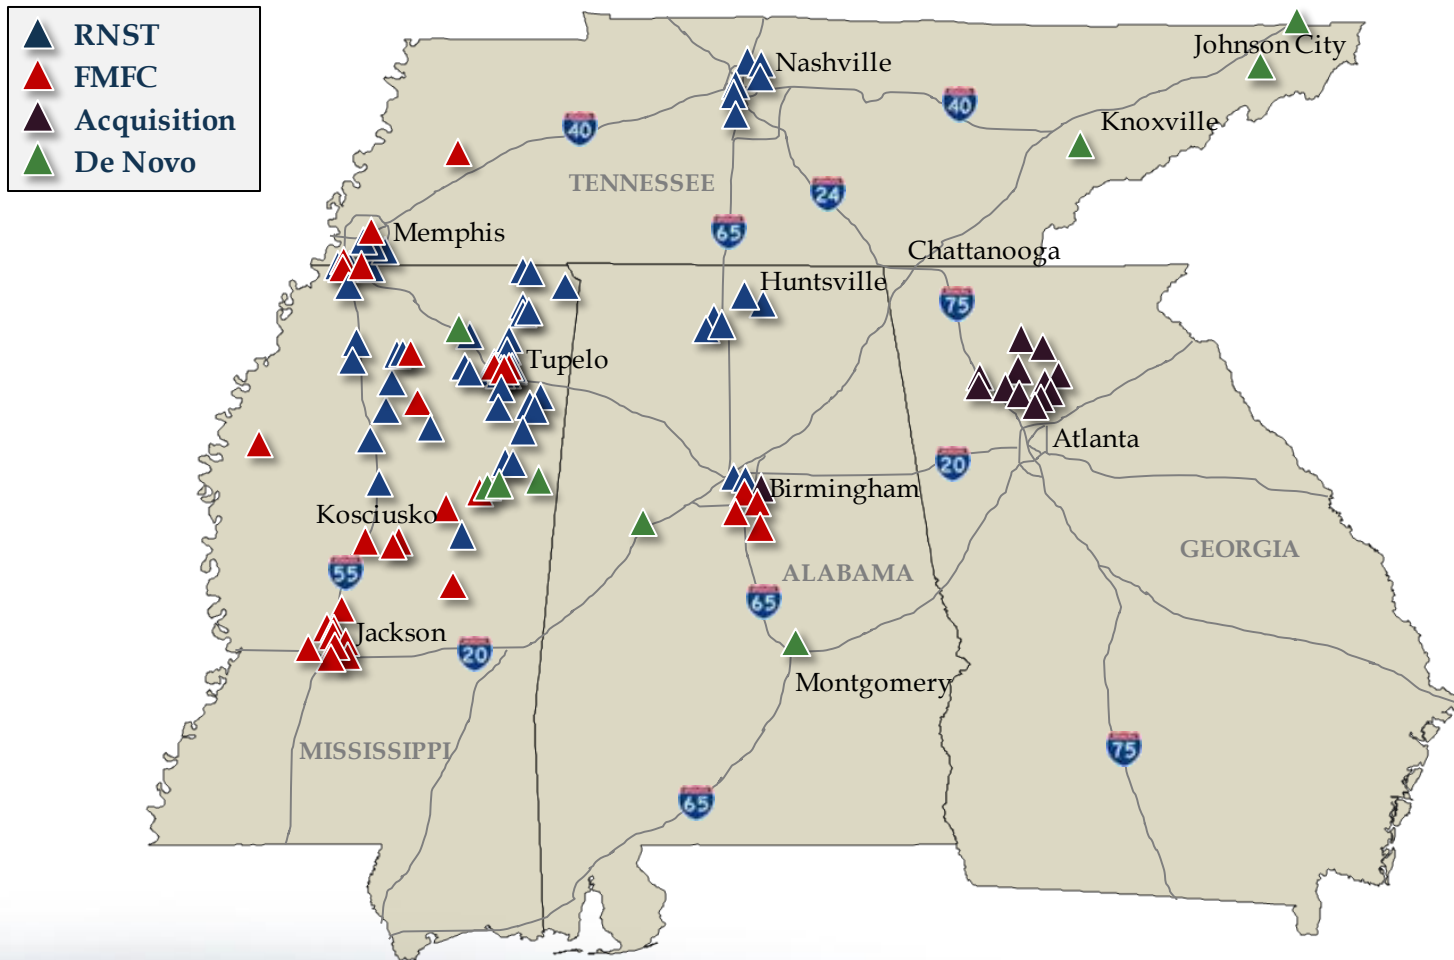 RNST
FMFC
Acquisition
De Novo
Johnson City
Nashville
40
40
Knoxville
TENNESSEE
24
65
Memphis
Chattanooga
Huntsville
75
Tupelo
Atlanta
20
Birmingham
Kosciusko
GEORGIA
55
ALABAMA
65
Jackson
20
Montgomery
MISSISSIPPI
75
65